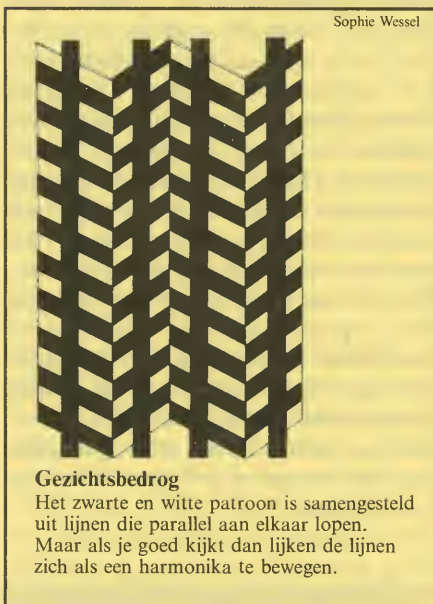 Sophie Wessel
Gezichtsbedrog
Het zwarte en witte patroon is samengesteld
uit lijnen die parallel aan elkaar lopen.
Maar als je goed kijkt dan lijken de lijnen
zich als een harmonika te bewegen.